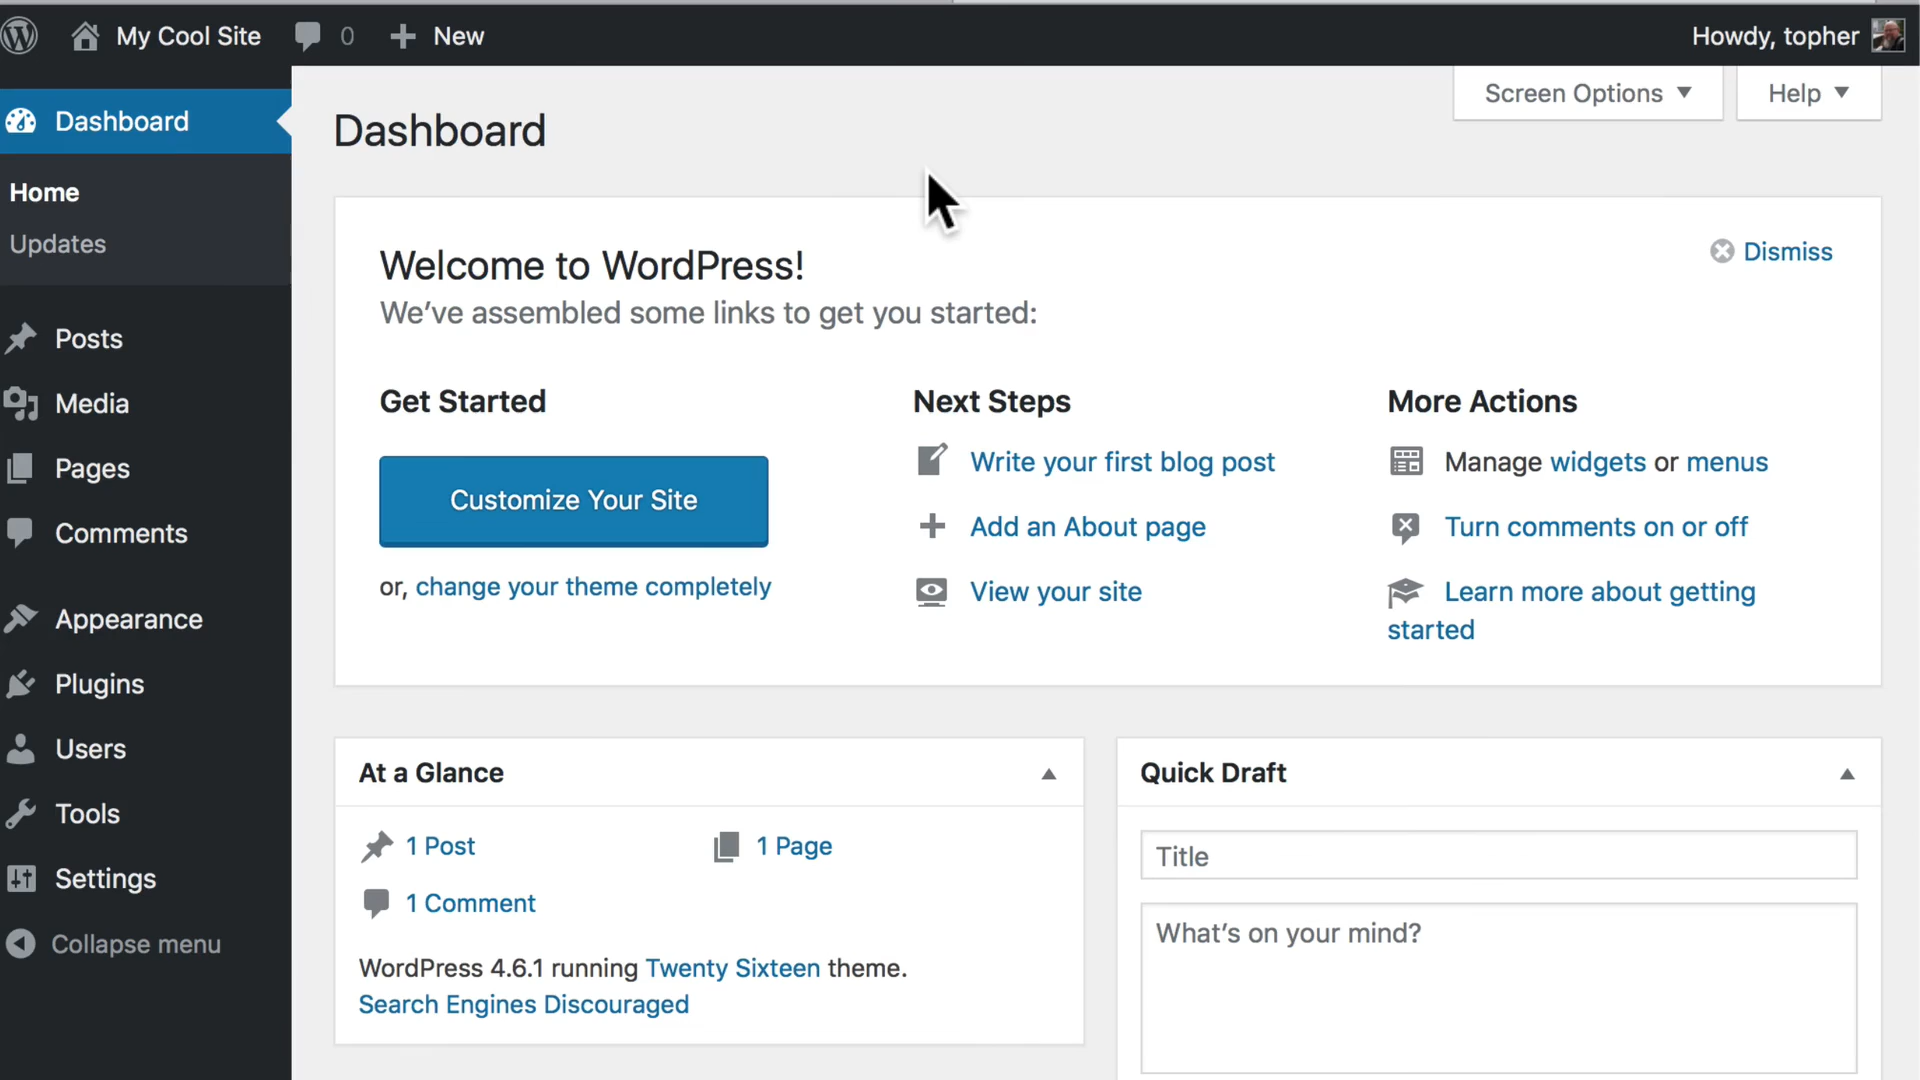 My Cool Site 0 New Howdy, topher
Screen Options Help
Dashboard
Home
Updates
Posts
Media
Pages
Comments
Appearance
Plugins
Users
Tools
Settings
Collapse menu
Dashboard
Welcome to WordPress!
Dismiss
We’ve assembled some links to get you started:
Get Started
Customize Your Site
or, change your theme completely
Next Steps
Write your first blog post
Add an About page
View your site
More Actions
Manage widgets or menus
Turn comments on or off
Learn more about getting
started
At a Glance
1 Post 1 Page
1 Comment
WordPress 4.6.1 running Twenty Sixteen theme.
Search Engines Discouraged
Quick Draft
Title
What’s on your mind?